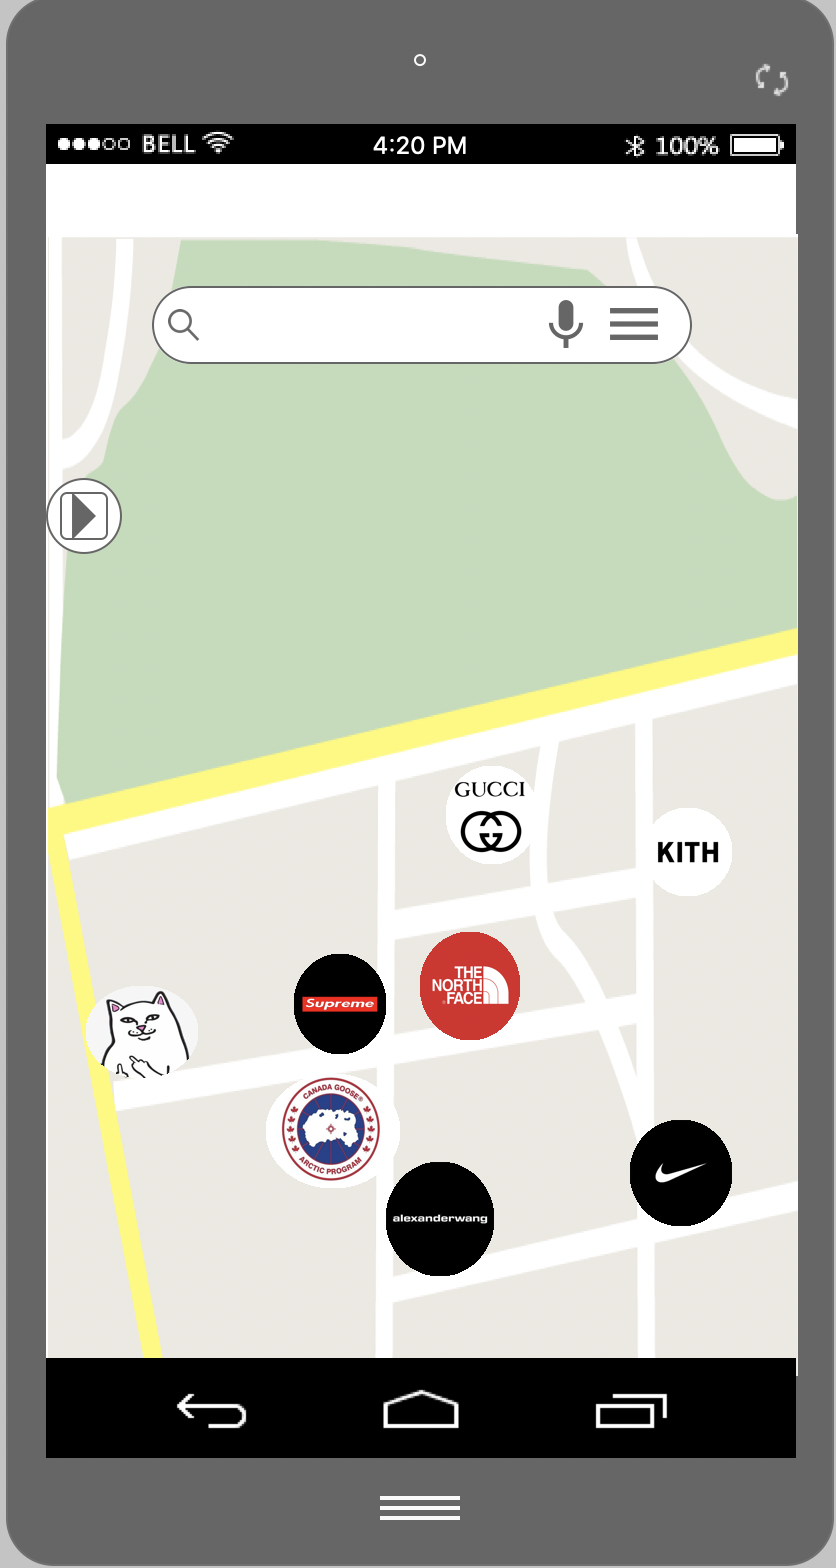 BELL
4:20 PM
100%
GUCCI
KITH
THE
NORTH
FACE
Supreme
CANADA GOOSE®
ARCTIC PROGRAM
alexanderwang